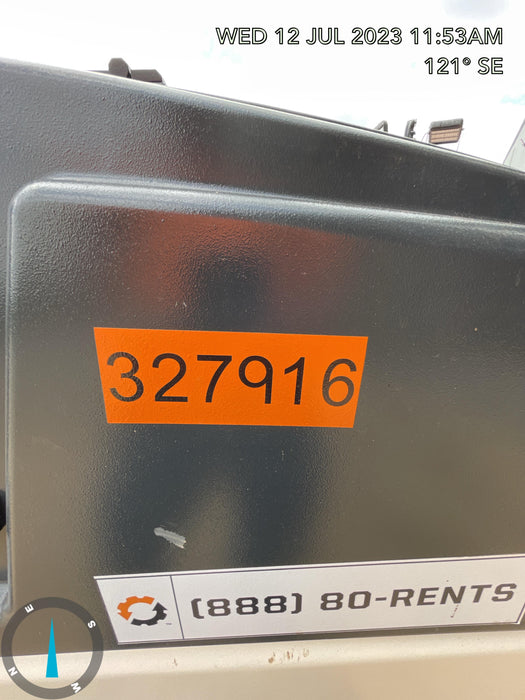 WED 12 JUL 2023 11:53AM
121° SE
327916
(888) 80-RENTS
E
S
N
W